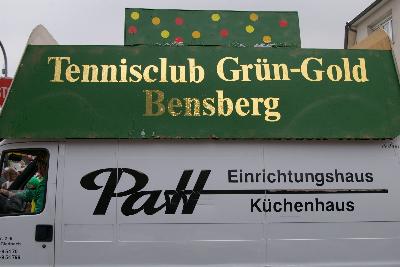 Tennisclub Grün-Gold
Bensberg
Patt
Einrichtungshaus
Küchenhaus